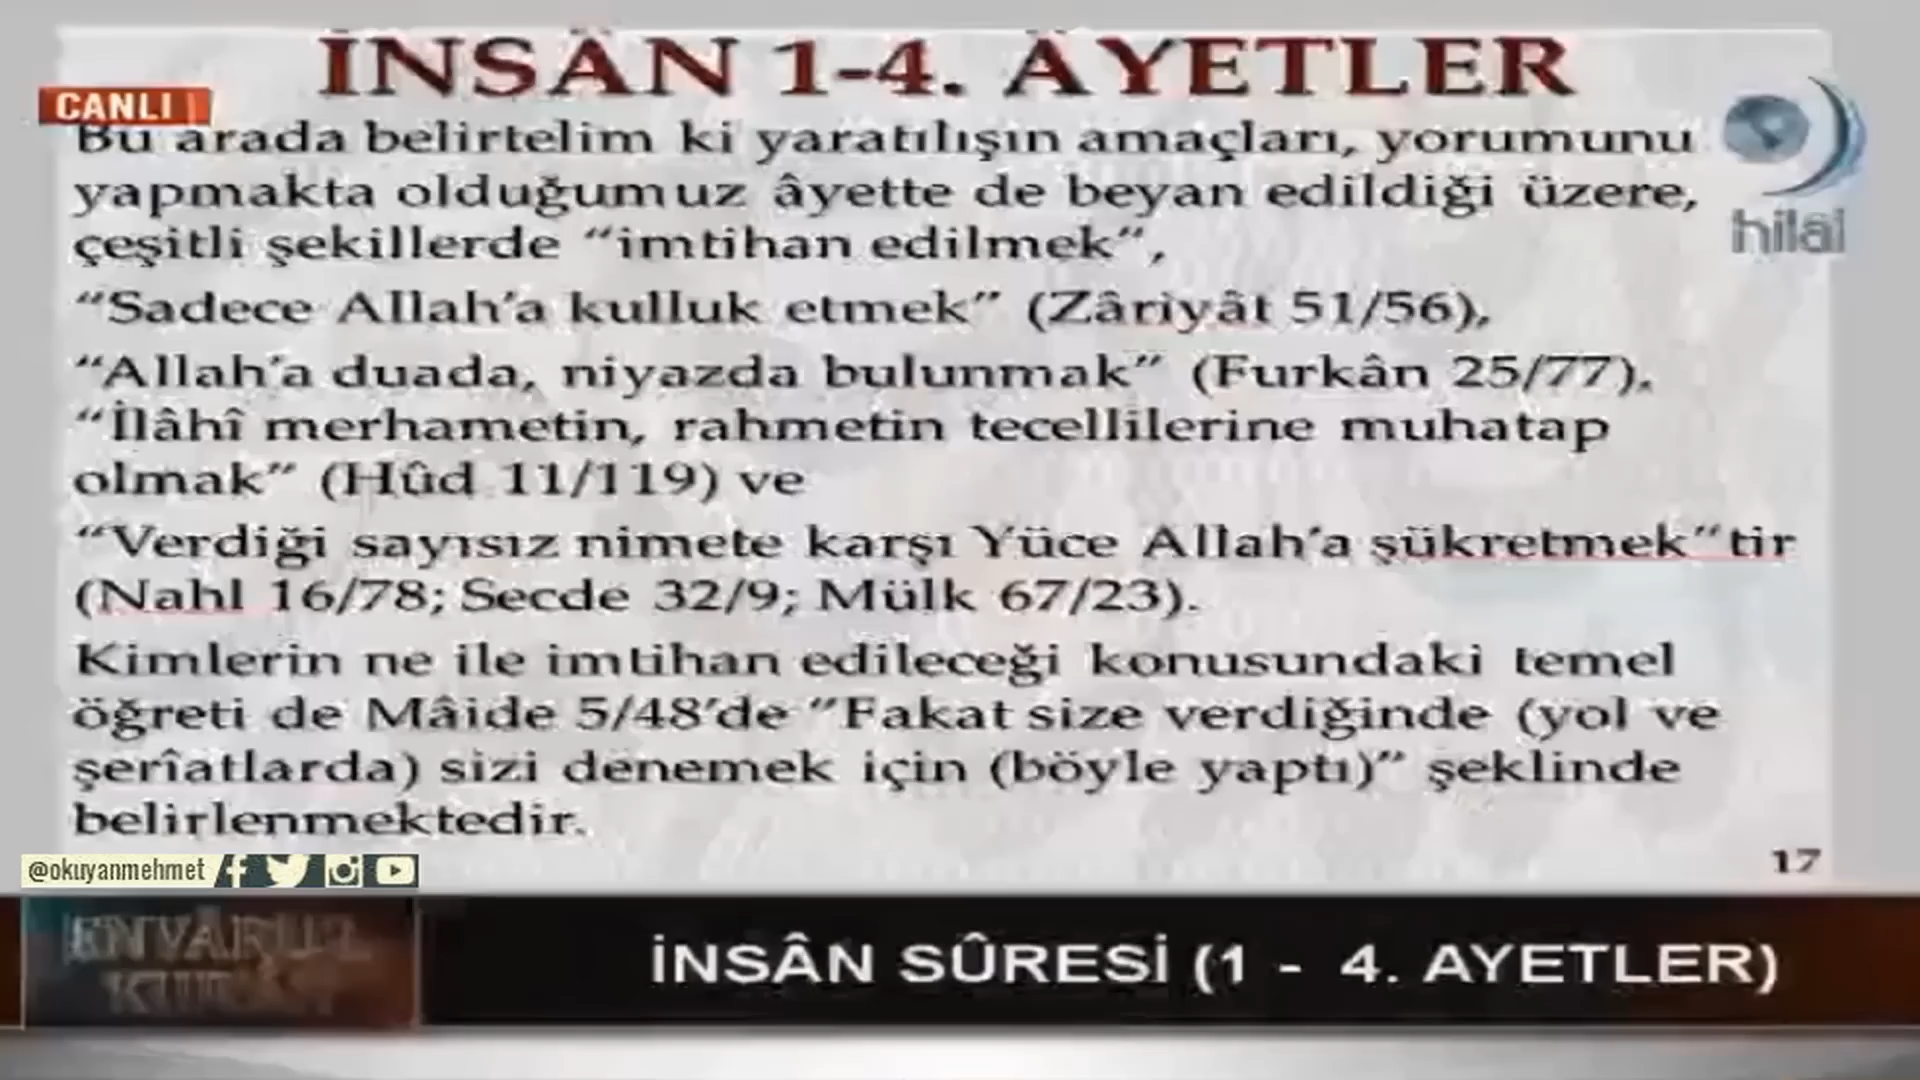 İNSÂN 1-4. ÂYETLER
CANLI
Bu arada belirtelim ki yaratılışın amaçları, yorumunu
yapmakta olduğumuz âyette de beyan edildiği üzere,
çeşitli şekillerde “imtihan edilmek“,
“Sadece Allah’a kulluk etmek” (Zâriyât 51/56),
“Allah’a duada, niyazda bulunmak” (Furkân 25/77),
“İlâhî merhametin, rahmetin tecellilerine muhatap
olmak” (Hûd 11/119) ve
“Verdiği sayısız nimete karşı Yüce Allah’a şükretmek“tir
(Nahl 16/78; Secde 32/9; Mülk 67/23).
Kimlerin ne ile imtihan edileceği konusundaki temel
öğreti de Mâide 5/48’de ”Fakat size verdiğinde (yol ve
şerîatlarda) sizi denemek için (böyle yaptı)” şeklinde
belirlenmektedir.
hilal
17
@okuyanmehmet
ENVÂRU'L
KUR'ÂN
İNSÂN SÛRESİ (1 - 4. AYETLER)